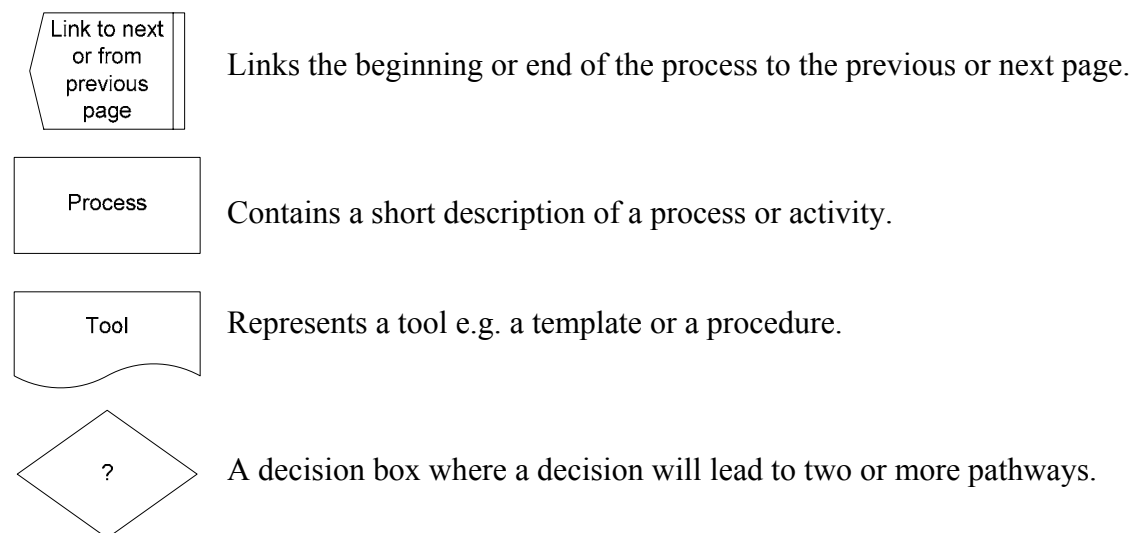 Link to next
or from
previous
page
Links the beginning or end of the process to the previous or next page.
Process
Contains a short description of a process or activity.
Tool
Represents a tool e.g. a template or a procedure.
?
A decision box where a decision will lead to two or more pathways.